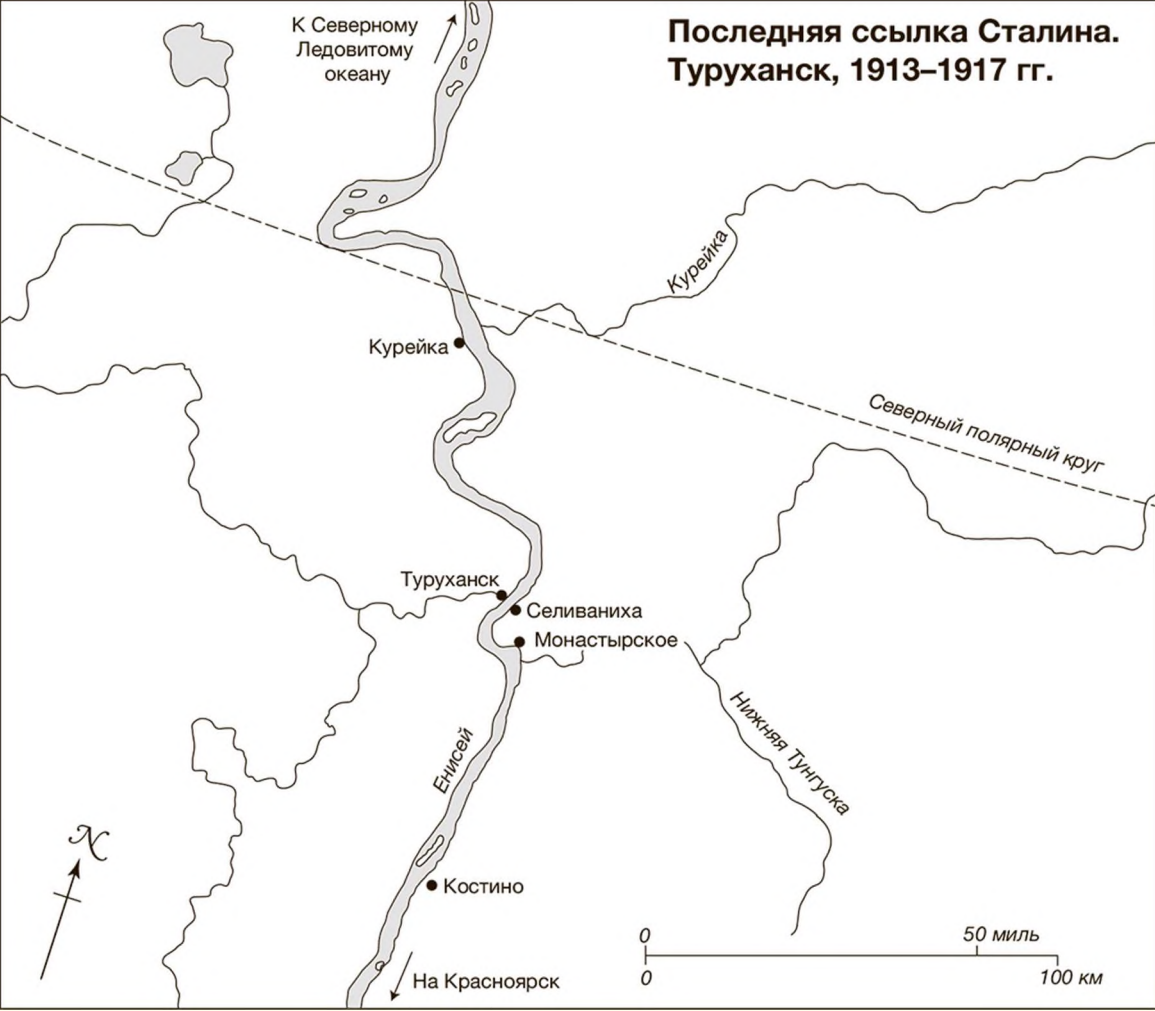 К Северному
Ледовитому
океану
Последняя ссылка Сталина.
Туруханск, 1913–1917 гг.
Курейка
Курейка
Северный полярный круг
Туруханск
Селиваниха
Монастырское
Нижняя Тунгуска
Енисей
N
Костино
На Красноярск
0
50 миль
0
100 км